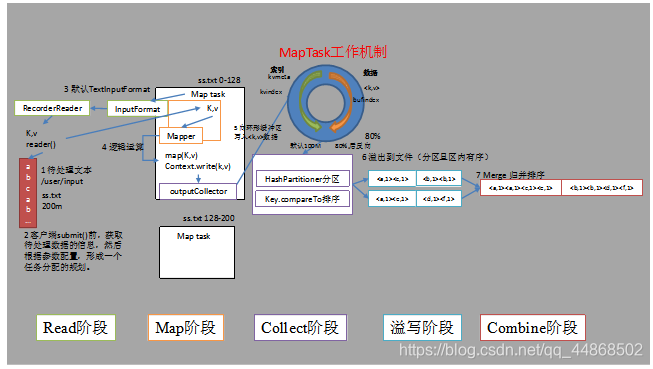 MapTask工作机制
ss.txt 0-128
3 默认TextInputFormat
Map task
RecorderReader
InputFormat
K,v
K,v
reader()
Mapper
4 逻辑运算
map(K,v)
Context.write(k,v)
outputCollector
1 待处理文本
/user/input
ss.txt
200m
a
b
c
a b
c
...
2 客户端submit()前，获取
待处理数据的信息，然后
根据参数配置，形成一个
任务分配的规划。
ss.txt 128-200
Map task
索引
kvmeta
kvindex
数据
<k,v>
bufindex
80%
5 向环形缓冲区
写入<k,v>数据
默认100M
80%,后反向
HashPartitioner分区
Key.compareTo排序
6 溢出到文件（分区且区内有序）
<a,1><c,1>
<b,1><b,1>
<a,1><c,1>
<d,1><f,1>
7 Merge 归并排序
<a,1><a,1><c,1><c,1>
<b,1><b,1><d,1><f,1>
Read阶段
Map阶段
Collect阶段
溢写阶段
Combine阶段
https://blog.csdn.net/qq_44868502